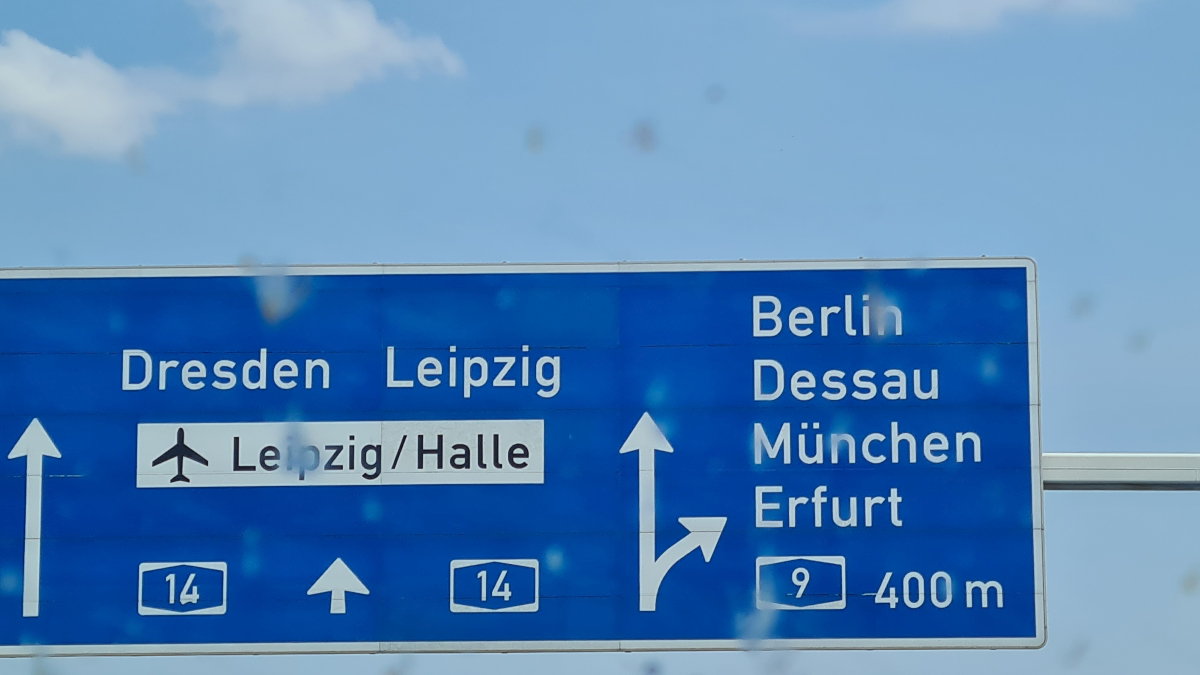 Dresden Leipzig
Leipzig/Halle
14 14
Berlin
Dessau
München
Erfurt
9 400 m